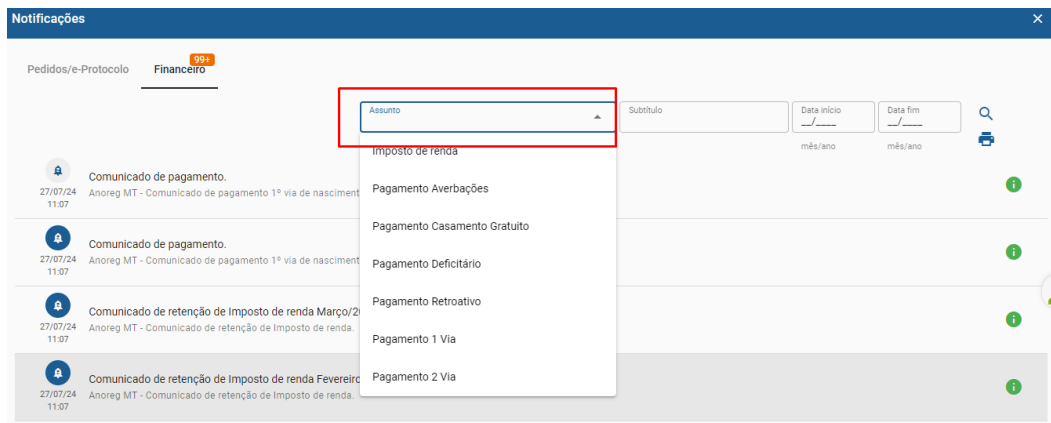 Notificações
Pedidos/e-Protocolo
Financeiro
99+
Assunto
Subtítulo
Data início
__/____
mês/ano
Data fim
__/____
mês/ano
Imposto de renda
Pagamento Averbações
Pagamento Casamento Gratuito
Pagamento Deficitário
Pagamento Retroativo
Pagamento 1 Via
Pagamento 2 Via
27/07/24
11:07
Comunicado de pagamento.
Anoreg MT - Comunicado de pagamento 1º via de nasciment
27/07/24
11:07
Comunicado de pagamento.
Anoreg MT - Comunicado de pagamento 1º via de nasciment
27/07/24
11:07
Comunicado de retenção de Imposto de renda Março/2
Anoreg MT - Comunicado de retenção de Imposto de renda.
27/07/24
11:07
Comunicado de retenção de Imposto de renda Fevereiro
Anoreg MT - Comunicado de retenção de Imposto de renda.